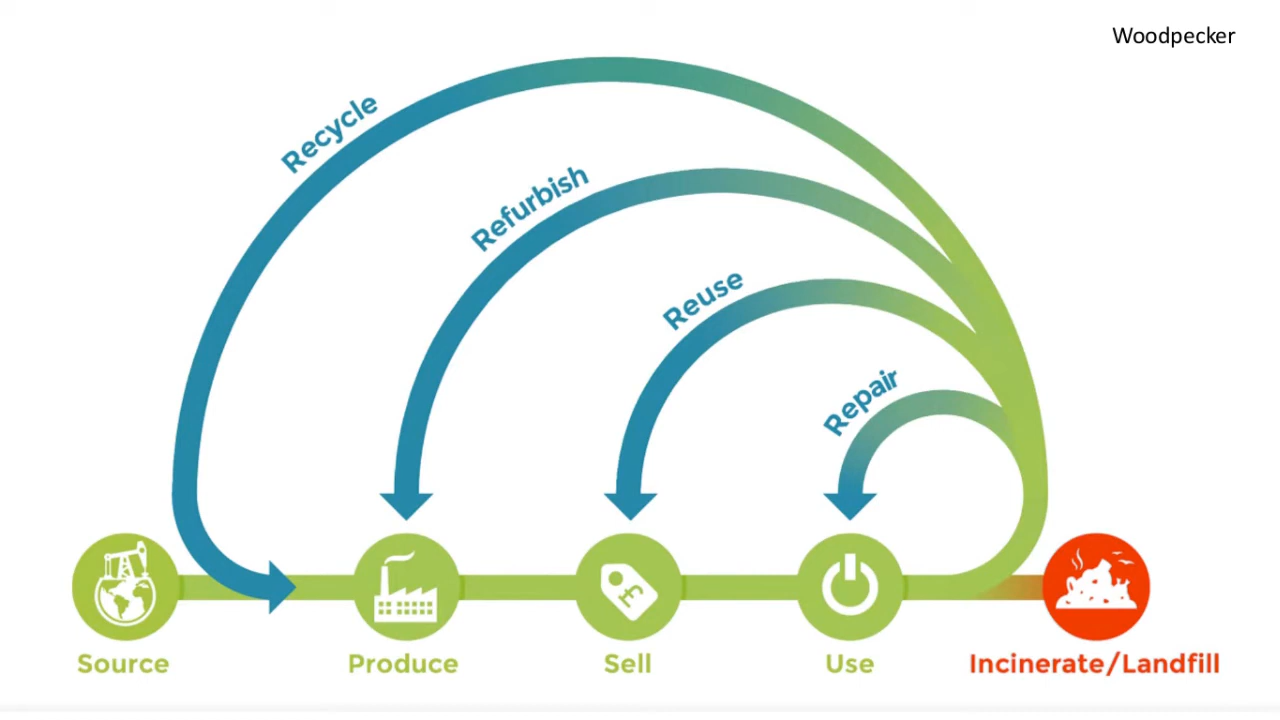 Woodpecker
Recycle
Refurbish
Reuse
Repair
£
Source
Produce
Sell
Use
Incinerate/Landfill